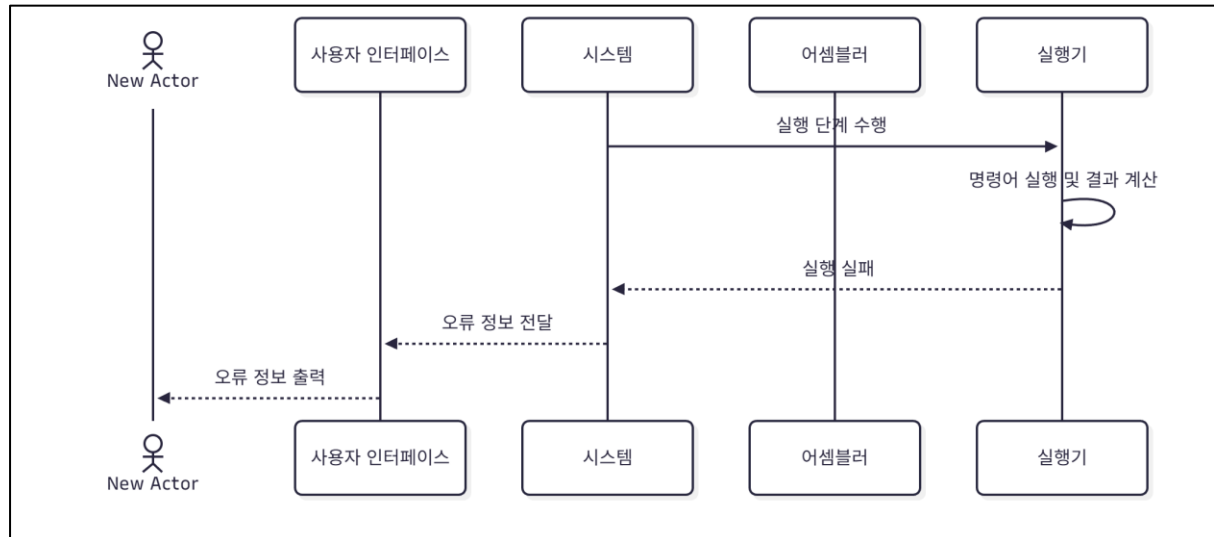 New Actor
사용자 인터페이스
시스템
어셈블러
실행기
실행 단계 수행
명령어 실행 및 결과 계산
실행 실패
오류 정보 전달
오류 정보 출력
New Actor
사용자 인터페이스
시스템
어셈블러
실행기